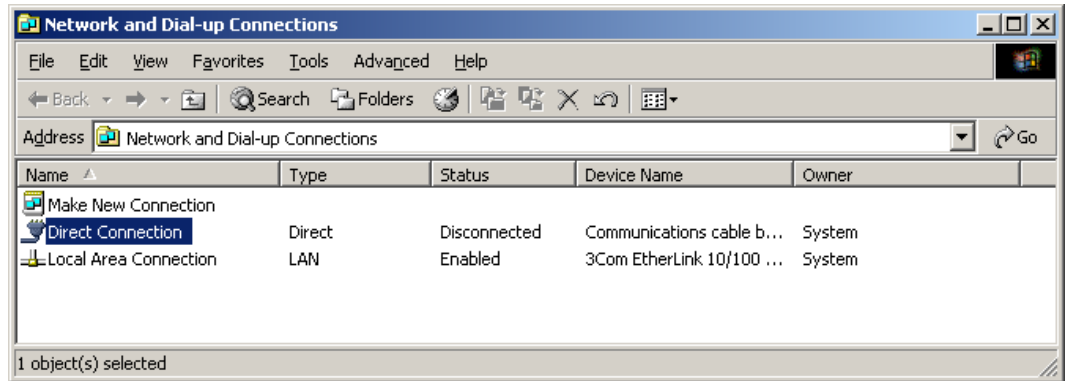 Network and Dial-up Connections
File Edit View Favorites Tools Advanced Help
Back Search Folders
Address Network and Dial-up Connections Go
Name Type Status Device Name Owner
Make New Connection
Direct Connection Direct Disconnected Communications cable b... System
Local Area Connection LAN Enabled 3Com EtherLink 10/100 ... System
1 object(s) selected